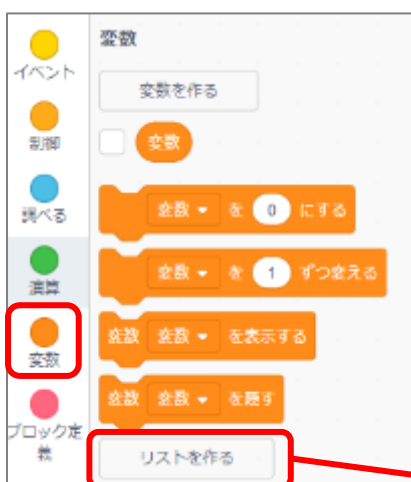 変数
イベント
変数を作る
制御
変数
調べる
変数 を 0 にする
演算
変数 を 1 ずつ変える
変数
変数 変数 を表示する
変数 変数 を隠す
ブロック定義
リストを作る